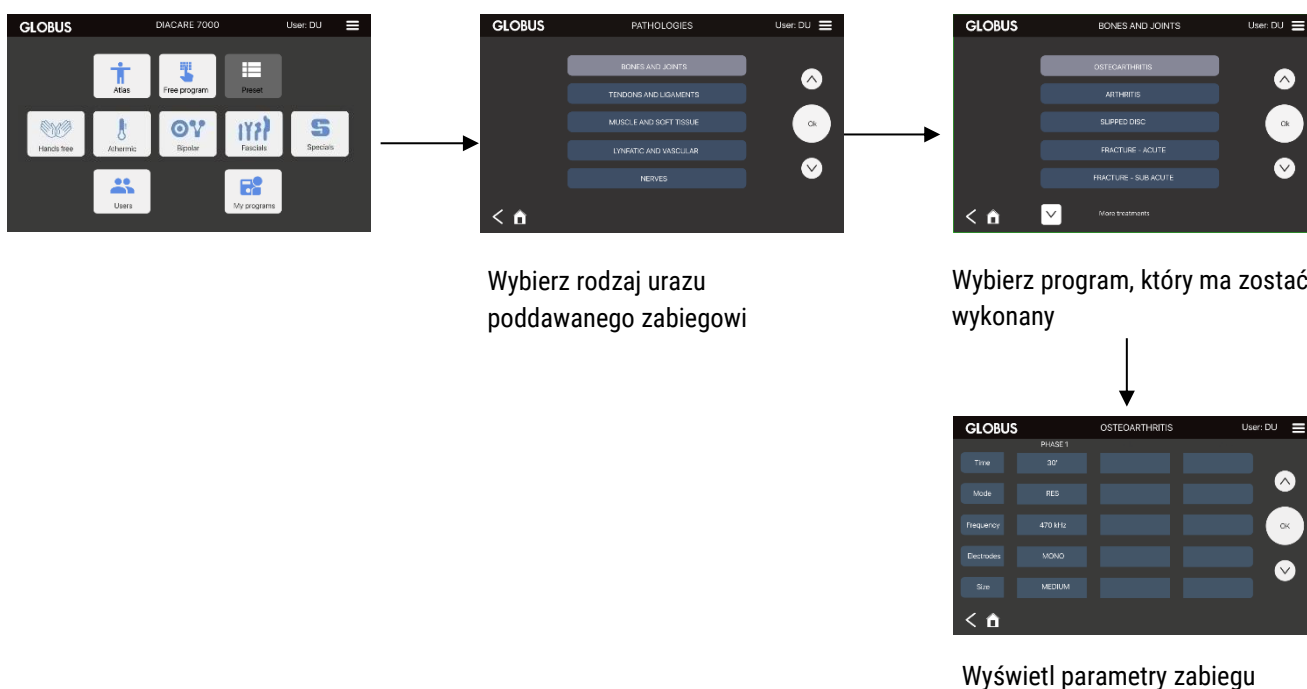 GLOBUS DIACARE 7000 User: DU
Atlas Free program Preset
Hands free Athermic Bipolar Fascials Specials
Users My programs
GLOBUS PATHOLOGIES User: DU
BONES AND JOINTS
TENDONS AND LIGAMENTS
MUSCLE AND SOFT TISSUE
Ok
LYNFATIC AND VASCULAR
NERVES
Wybierz rodzaj urazu
poddawanego zabiegowi
GLOBUS BONES AND JOINTS User: DU
OSTEOARTHRITIS
ARTHRITIS
SLIPPED DISC
Ok
FRACTURE - ACUTE
FRACTURE - SUB ACUTE
More treatments
Wybierz program, który ma zostać
wykonany
GLOBUS OSTEOARTHRITIS User: DU
PHASE 1
Time 30'
Mode RES
Frequency 470 kHz
OK
Electrodes MONO
Size MEDIUM
Wyświetl parametry zabiegu